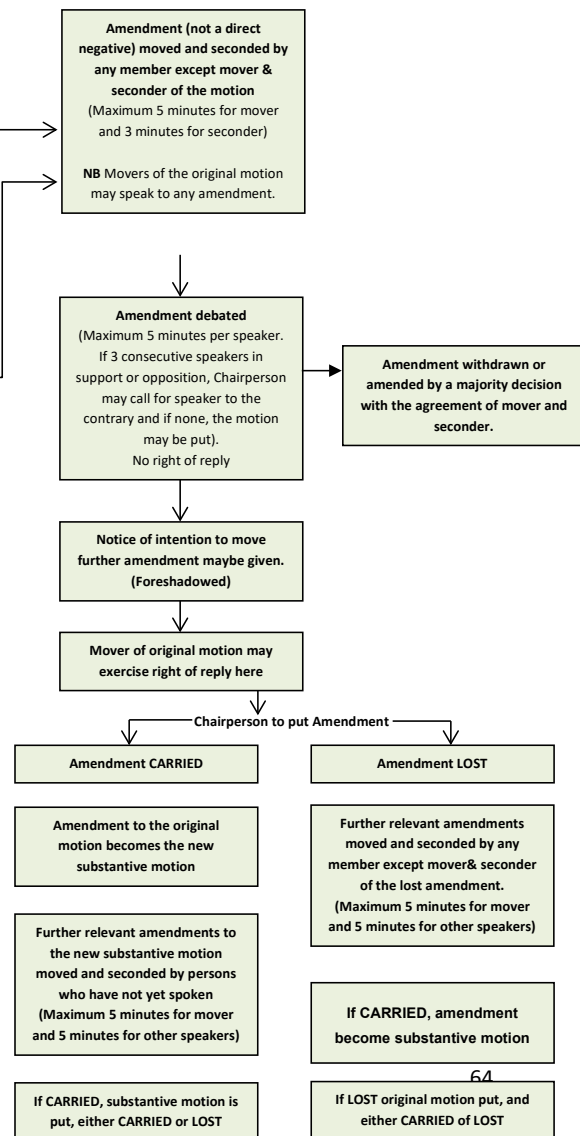 Amendment (not a direct
negative) moved and seconded by
any member except mover &
seconder of the motion
(Maximum 5 minutes for mover
and 3 minutes for seconder)
NB Movers of the original motion
may speak to any amendment.
Amendment debated
(Maximum 5 minutes per speaker.
If 3 consecutive speakers in
support or opposition, Chairperson
may call for speaker to the
contrary and if none, the motion
may be put).
No right of reply
Amendment withdrawn or
amended by a majority decision
with the agreement of mover and
seconder.
Notice of intention to move
further amendment maybe given.
(Foreshadowed)
Mover of original motion may
exercise right of reply here
Chairperson to put Amendment
Amendment CARRIED
Amendment to the original
motion becomes the new
substantive motion
Further relevant amendments to
the new substantive motion
moved and seconded by persons
who have not yet spoken
(Maximum 5 minutes for mover
and 5 minutes for other speakers)
If CARRIED, substantive motion is
put, either CARRIED or LOST
Amendment LOST
Further relevant amendments
moved and seconded by any
member except mover& seconder
of the lost amendment.
(Maximum 5 minutes for mover
and 5 minutes for other speakers)
If CARRIED, amendment
become substantive motion
64
If LOST original motion put, and
either CARRIED of LOST